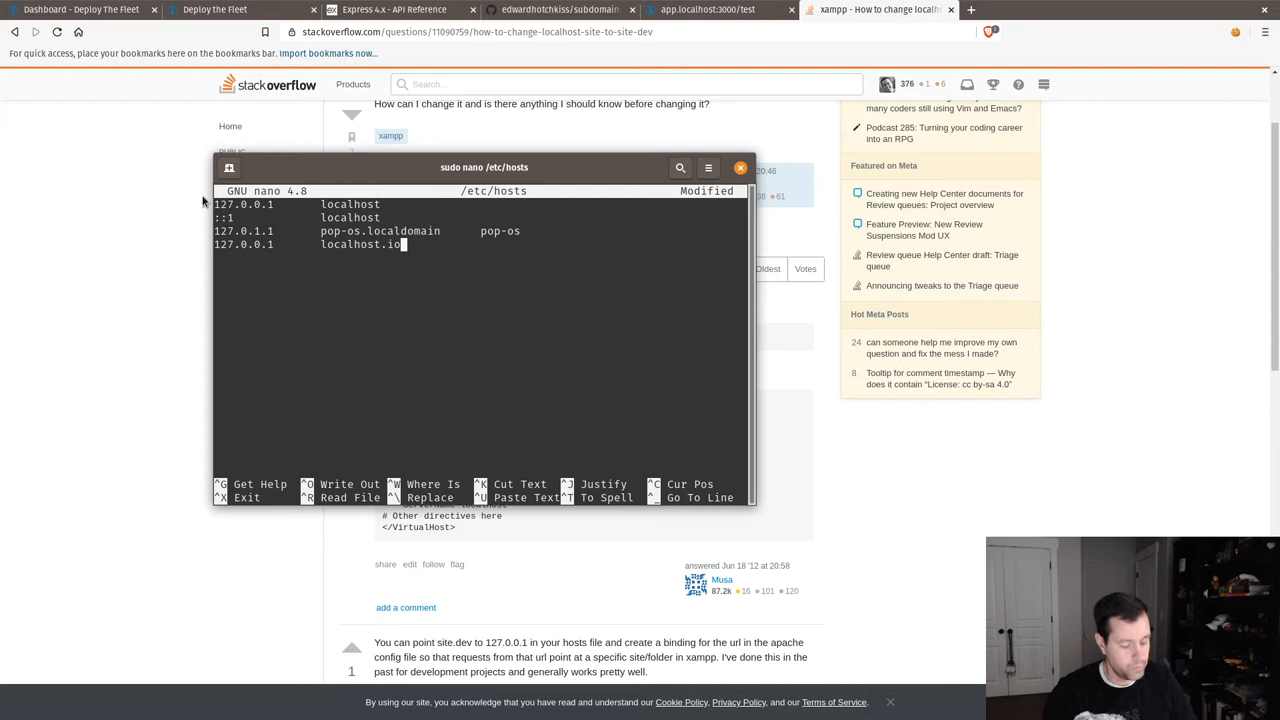 Dashboard - Deploy The Fleet
Deploy the Fleet
Express 4.x - API Reference
edwardhotchkiss/subdomain:
app.localhost:3000/test
xampp - How to change localh
stackoverflow.com/questions/11090759/how-to-change-localhost-site-to-site-dev
1
For quick access, place your bookmarks here on the bookmarks bar. Import bookmarks now...
stackoverflow
Products
Search...
376 1 6
How can I change it and is there anything I should know before changing it?
Home
xampp
PUBLIC
20:46
36 61
Oldest
Votes
sudo nano /etc/hosts
GNU nano 4.8 /etc/hosts Modified
127.0.0.1 localhost
::1 localhost
127.0.1.1 pop-os.localdomain pop-os
127.0.0.1 localhost.io
^G Get Help ^O Write Out ^W Where Is ^K Cut Text ^J Justify ^C Cur Pos
^X Exit ^R Read File ^\ Replace ^U Paste Text ^T To Spell ^_ Go To Line
# Other directives here
</VirtualHost>
share edit follow flag
answered Jun 18 '12 at 20:58
Musa
87.2k 16 101 120
add a comment
1
You can point site.dev to 127.0.0.1 in your hosts file and create a binding for the url in the apache
config file so that requests from that url point at a specific site/folder in xampp. I've done this in the
past for development projects and generally works pretty well.
many coders still using Vim and Emacs?
Podcast 285: Turning your coding career
into an RPG
Featured on Meta
Creating new Help Center documents for
Review queues: Project overview
Feature Preview: New Review
Suspensions Mod UX
Review queue Help Center draft: Triage
queue
Announcing tweaks to the Triage queue
Hot Meta Posts
24 can someone help me improve my own
question and fix the mess I made?
8 Tooltip for comment timestamp — Why
does it contain “License: cc by-sa 4.0”
By using our site, you acknowledge that you have read and understand our Cookie Policy, Privacy Policy, and our Terms of Service.